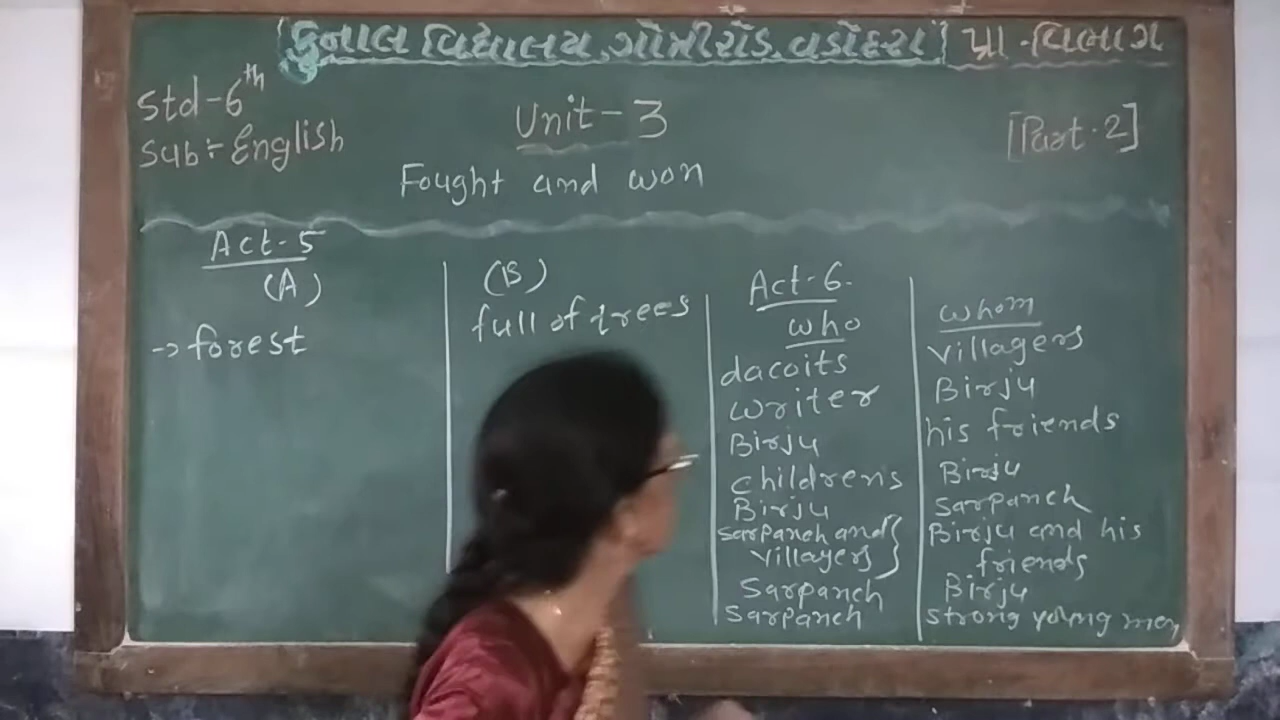 [કુનાલ વિદ્યાલય, ગોત્રીરોડ, વડોદરા] પ્રા - વિભાગ
Std - 6th
Sub :- English
Unit - 3
[Part - 2]
Fought and won
Act - 5
(A)
→ forest
(B)
full of trees
Act - 6.
who
dacoits
writer
Birju
childrens
Birju
Sarpanch and
villagers }
Sarpanch
Sarpanch
whom
villagers
Birju
his friends
Birju
Sarpanch
Birju and his
friends
Birju
strong young men